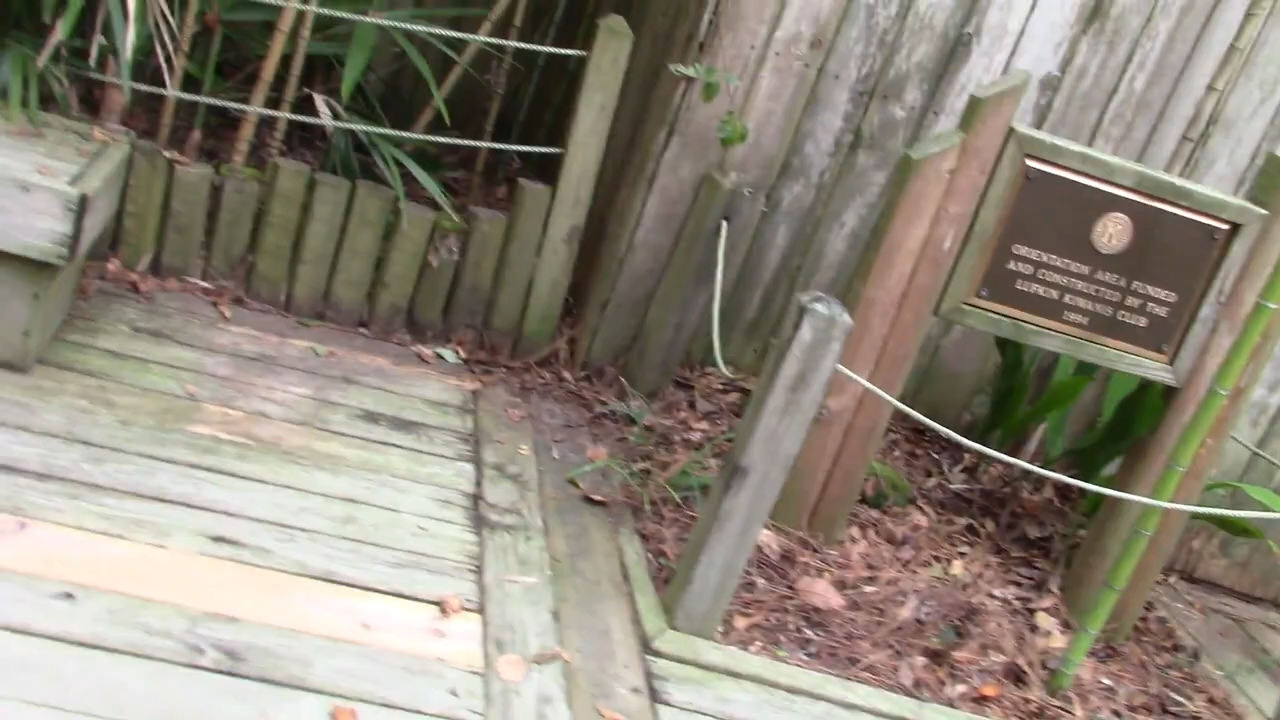 K
ORIENTATION AREA FUNDED
AND CONSTRUCTED BY THE
LUFKIN KIWANIS CLUB
1994